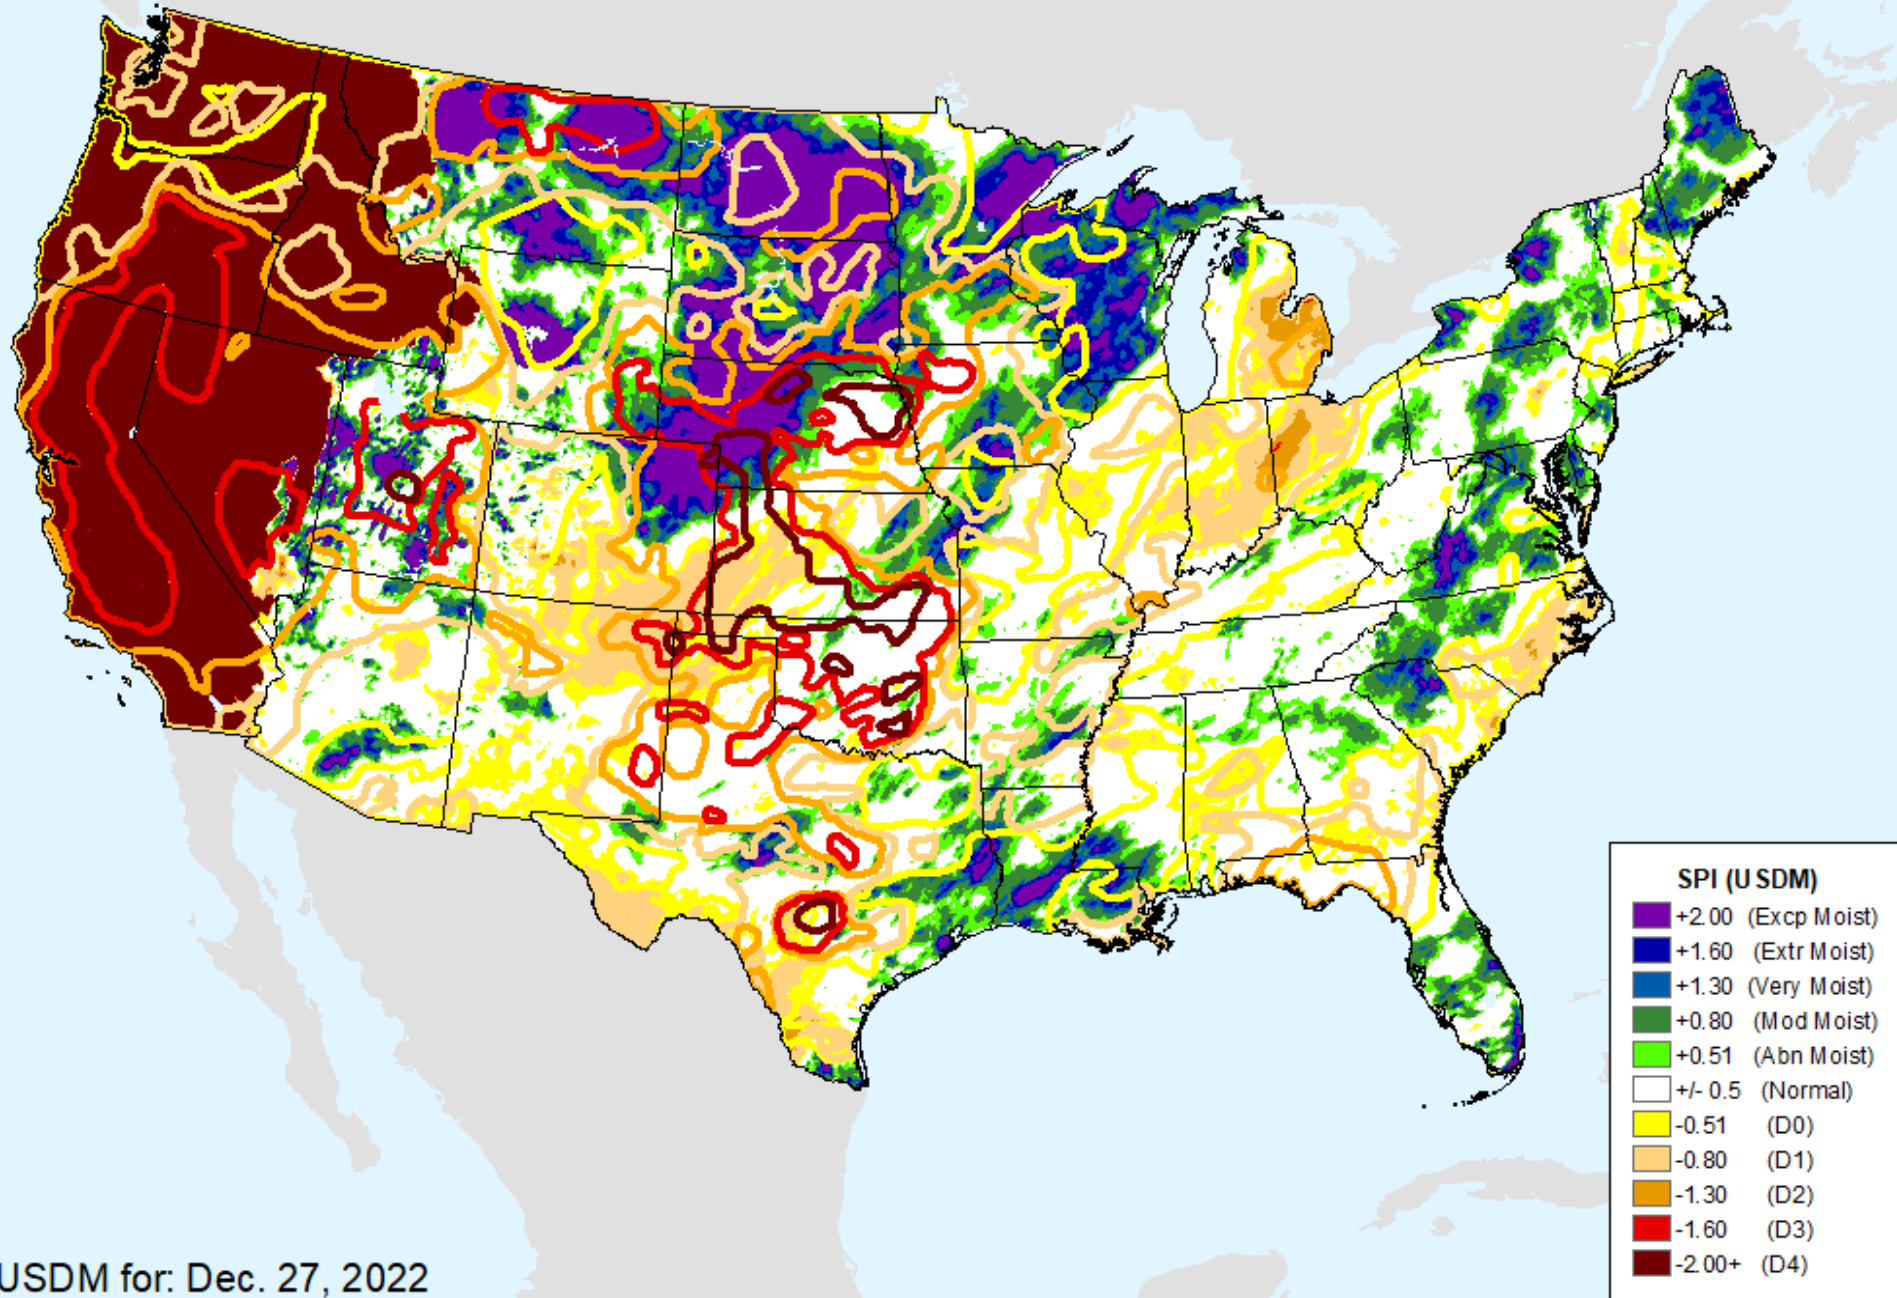 SPI (USDM)
+2.00 (Excp Moist)
+1.60 (Extr Moist)
+1.30 (Very Moist)
+0.80 (Mod Moist)
+0.51 (Abn Moist)
+/- 0.5 (Normal)
-0.51 (D0)
-0.80 (D1)
-1.30 (D2)
-1.60 (D3)
-2.00+ (D4)
USDM for: Dec. 27, 2022